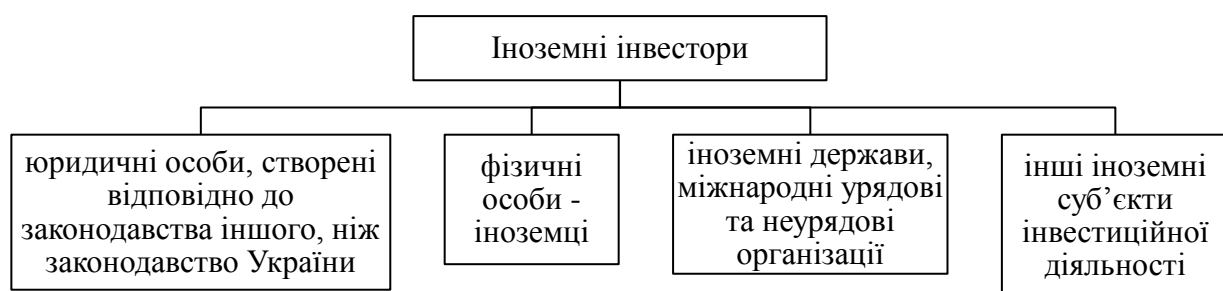 Іноземні інвестори
юридичні особи, створені
відповідно до
законодавства іншого, ніж
законодавство України
фізичні
особи -
іноземці
іноземні держави,
міжнародні урядові
та неурядові
організації
інші іноземні
суб’єкти
інвестиційної
діяльності